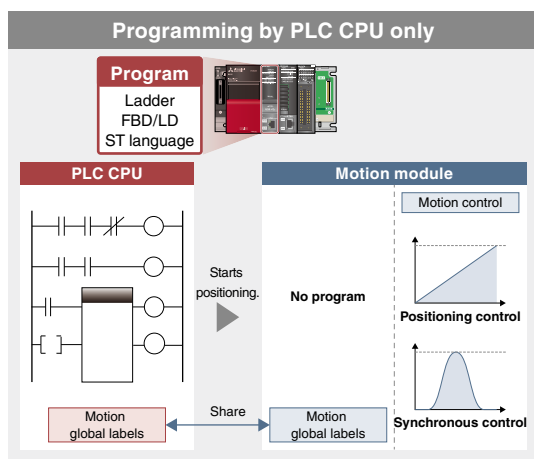 Programming by PLC CPU only
Program
Ladder
FBD/LD
ST language
PLC CPU
Motion module
Motion control
Starts
positioning.
No program
Positioning control
Synchronous control
Motion
global labels
Share
Motion
global labels